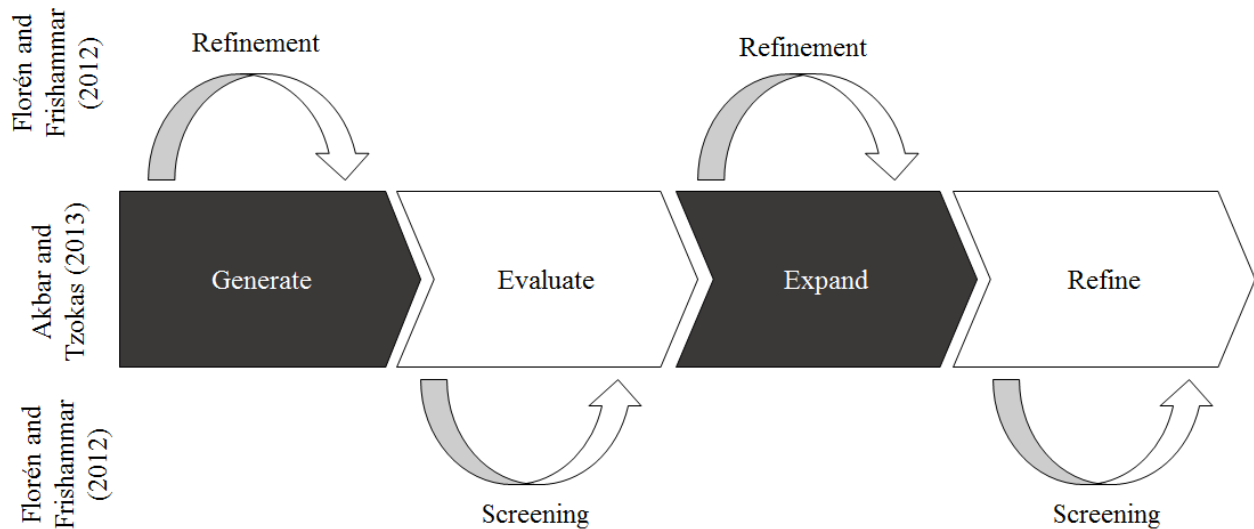 Florén and
Frishammar
(2012)
Refinement
Refinement
Akbar and
Tzokas (2013)
Generate
Evaluate
Expand
Refine
Florén and
Frishammar
(2012)
Screening
Screening